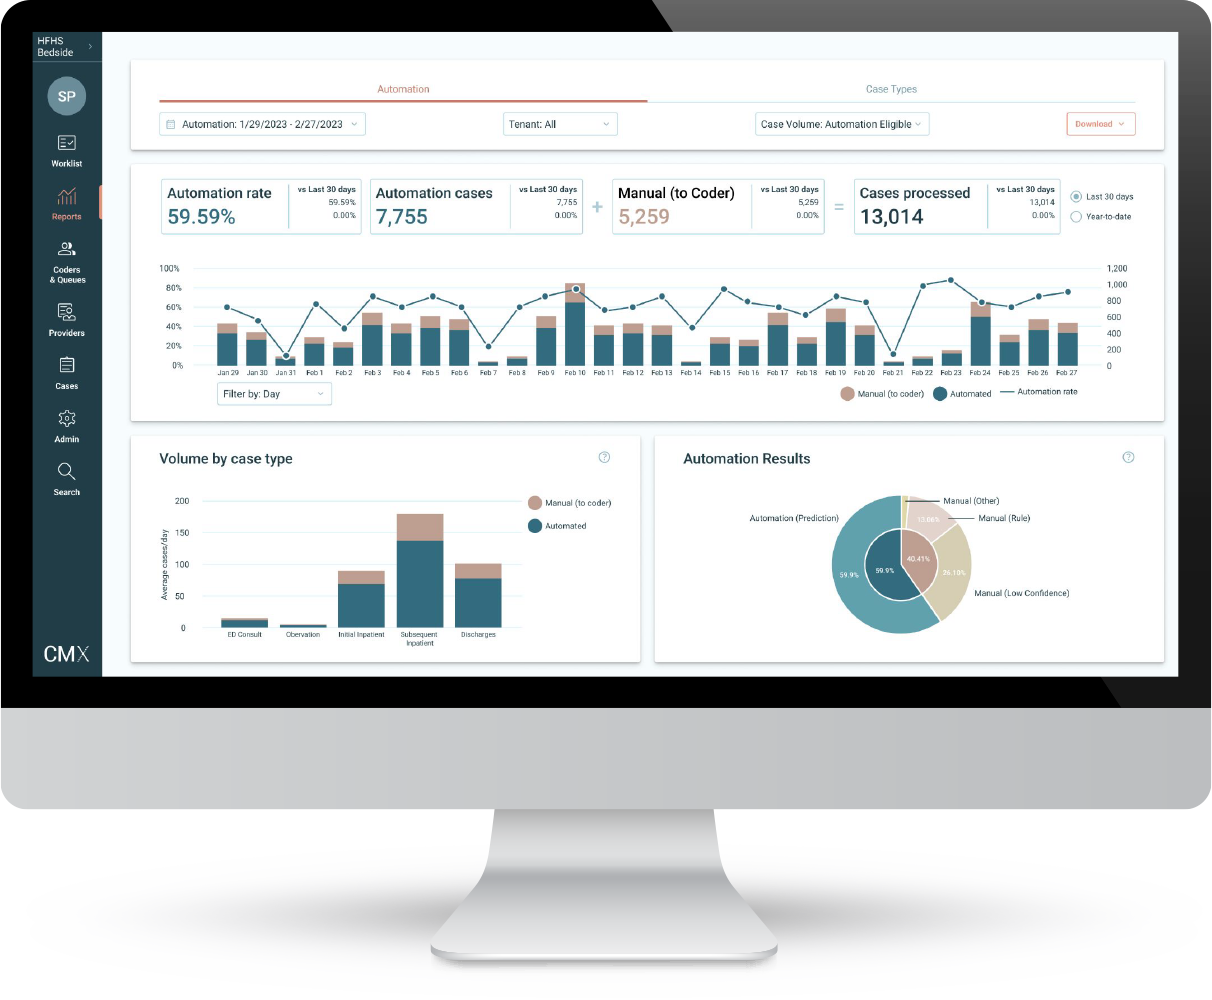 HFHS
Bedside
SP
Worklist
Reports
Coders
& Queues
Providers
Cases
Admin
Search
CMX
Automation
Case Types
Automation: 1/29/2023 - 2/27/2023
Tenant: All
Case Volume: Automation Eligible
Download
Automation rate
59.59%
vs Last 30 days
59.59%
0.00%
Automation cases
7,755
vs Last 30 days
7,755
0.00%
+
Manual (to Coder)
5,259
vs Last 30 days
5,259
0.00%
=
Cases processed
13,014
vs Last 30 days
13,014
0.00%
Last 30 days
Year-to-date
100%
80%
60%
40%
20%
0%
1,200
1,000
800
600
400
200
0
Jan 29 Jan 30 Jan 31 Feb 1 Feb 2 Feb 3 Feb 4 Feb 5 Feb 6 Feb 7 Feb 8 Feb 9 Feb 10 Feb 11 Feb 12 Feb 13 Feb 14 Feb 15 Feb 16 Feb 17 Feb 18 Feb 19 Feb 20 Feb 21 Feb 22 Feb 23 Feb 24 Feb 25 Feb 26 Feb 27
Filter by: Day
Manual (to coder) Automated Automation rate
Volume by case type
?
200
150
100
50
0
Average cases/day
ED Consult
Obervation
Initial Inpatient
Subsequent
Inpatient
Discharges
Manual (to coder)
Automated
Automation Results
?
Manual (Other)
Automation (Prediction)
Manual (Rule)
13.06%
40.41%
59.9%
59.9%
26.10%
Manual (Low Confidence)